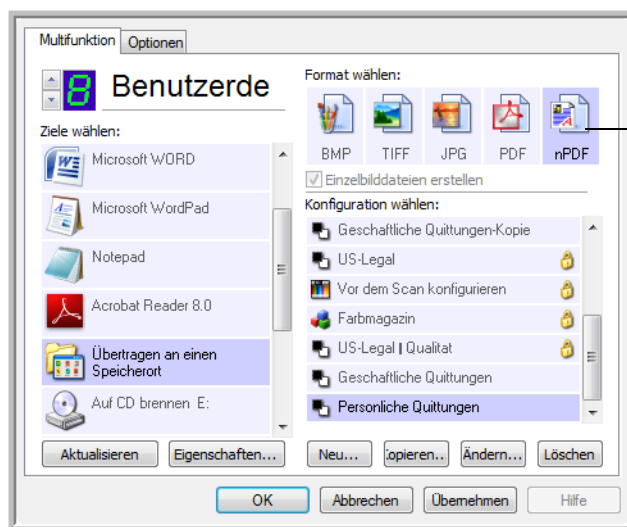 Multifunktion Optionen
8 Benutzerde
Ziele wählen:
Microsoft WORD
Microsoft WordPad
Notepad
Acrobat Reader 8.0
Übertragen an einen
Speicherort
Auf CD brennen E:
Aktualisieren Eigenschaften...
Format wählen:
BMP TIFF JPG PDF nPDF
Einzelbilddateien erstellen
Konfiguration wählen:
Geschaftliche Quittungen-Kopie
US-Legal
Vor dem Scan konfigurieren
Farbmagazin
US-Legal | Qualitat
Geschaftliche Quittungen
Personliche Quittungen
Neu... opieren.. Ändern... Löschen
OK Abbrechen Übernehmen Hilfe